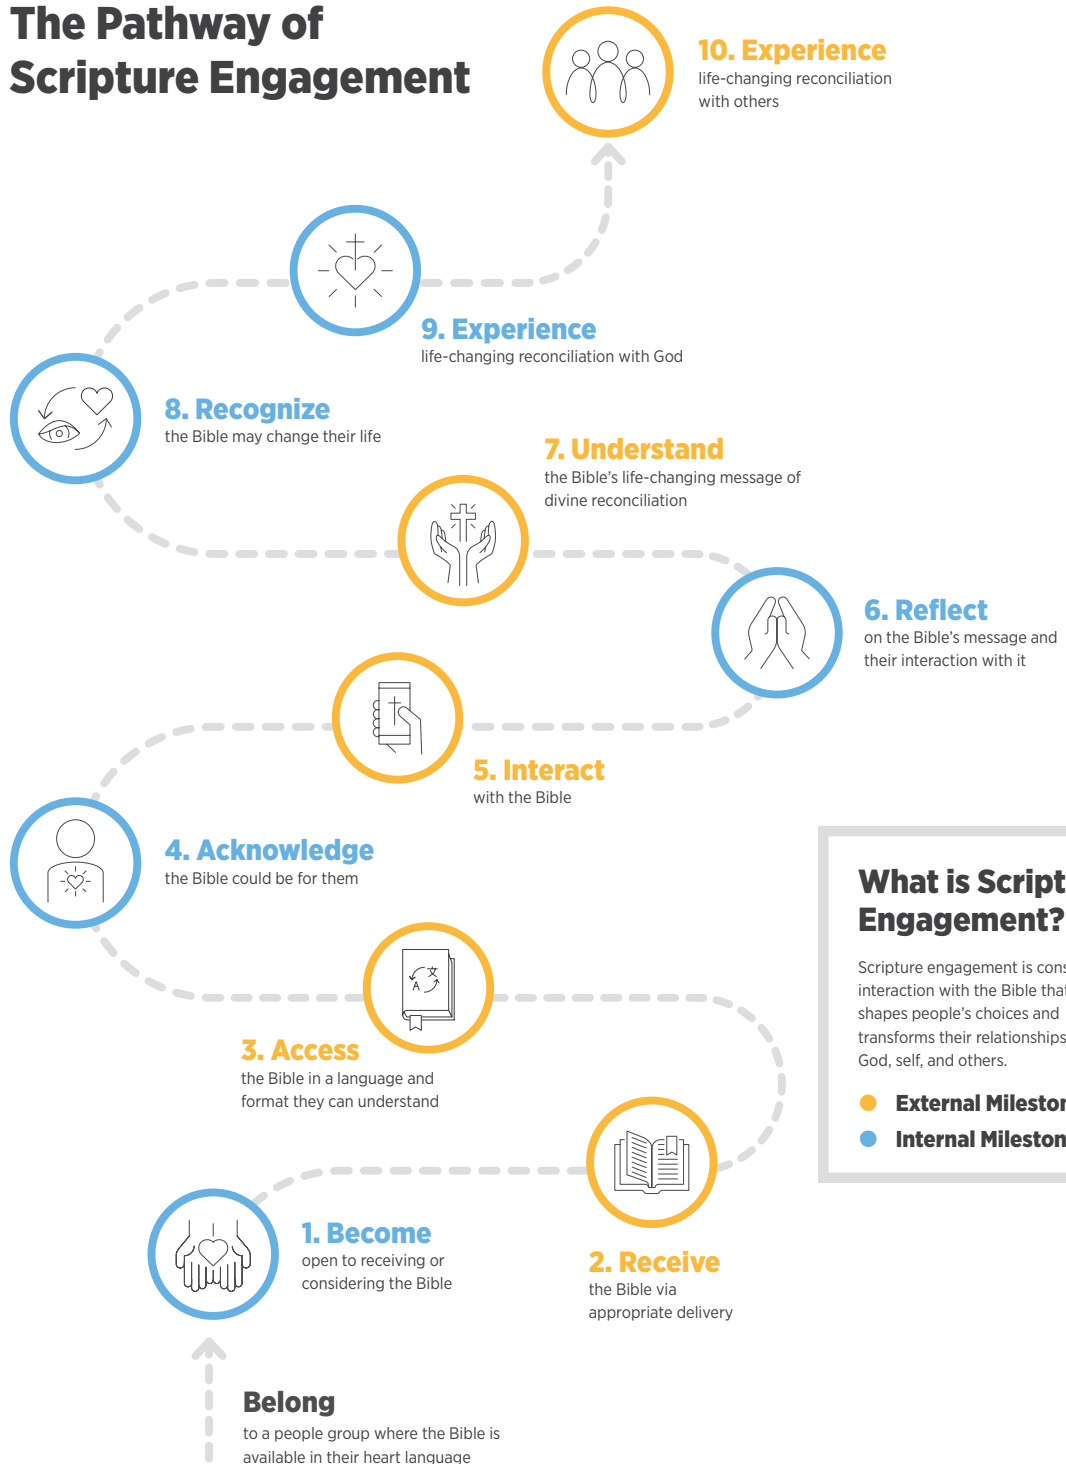 The Pathway of
Scripture Engagement
10. Experience
life-changing reconciliation
with others
9. Experience
life-changing reconciliation with God
8. Recognize
the Bible may change their life
7. Understand
the Bible's life-changing message of
divine reconciliation
6. Reflect
on the Bible's message and
their interaction with it
5. Interact
with the Bible
4. Acknowledge
the Bible could be for them
A 文
3. Access
the Bible in a language and
format they can understand
2. Receive
the Bible via
appropriate delivery
1. Become
open to receiving or
considering the Bible
Belong
to a people group where the Bible is
available in their heart language
What is
Engagement?
Scripture engagement is
interaction with the Bible that
shapes people's choices and
transforms their relationships
God, self, and others.
External
Internal